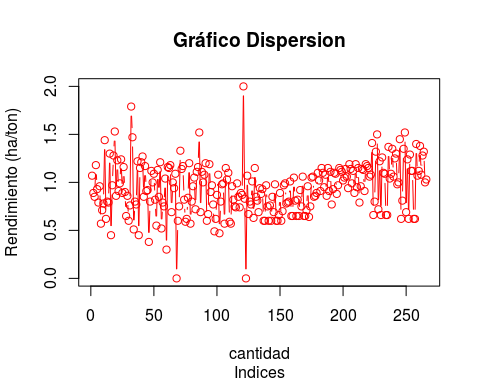 Gráfico Dispersion
Rendimiento (ha/ton)
2.0
1.5
1.0
0.5
0.0
0 50 100 150 200 250
cantidad
Indices